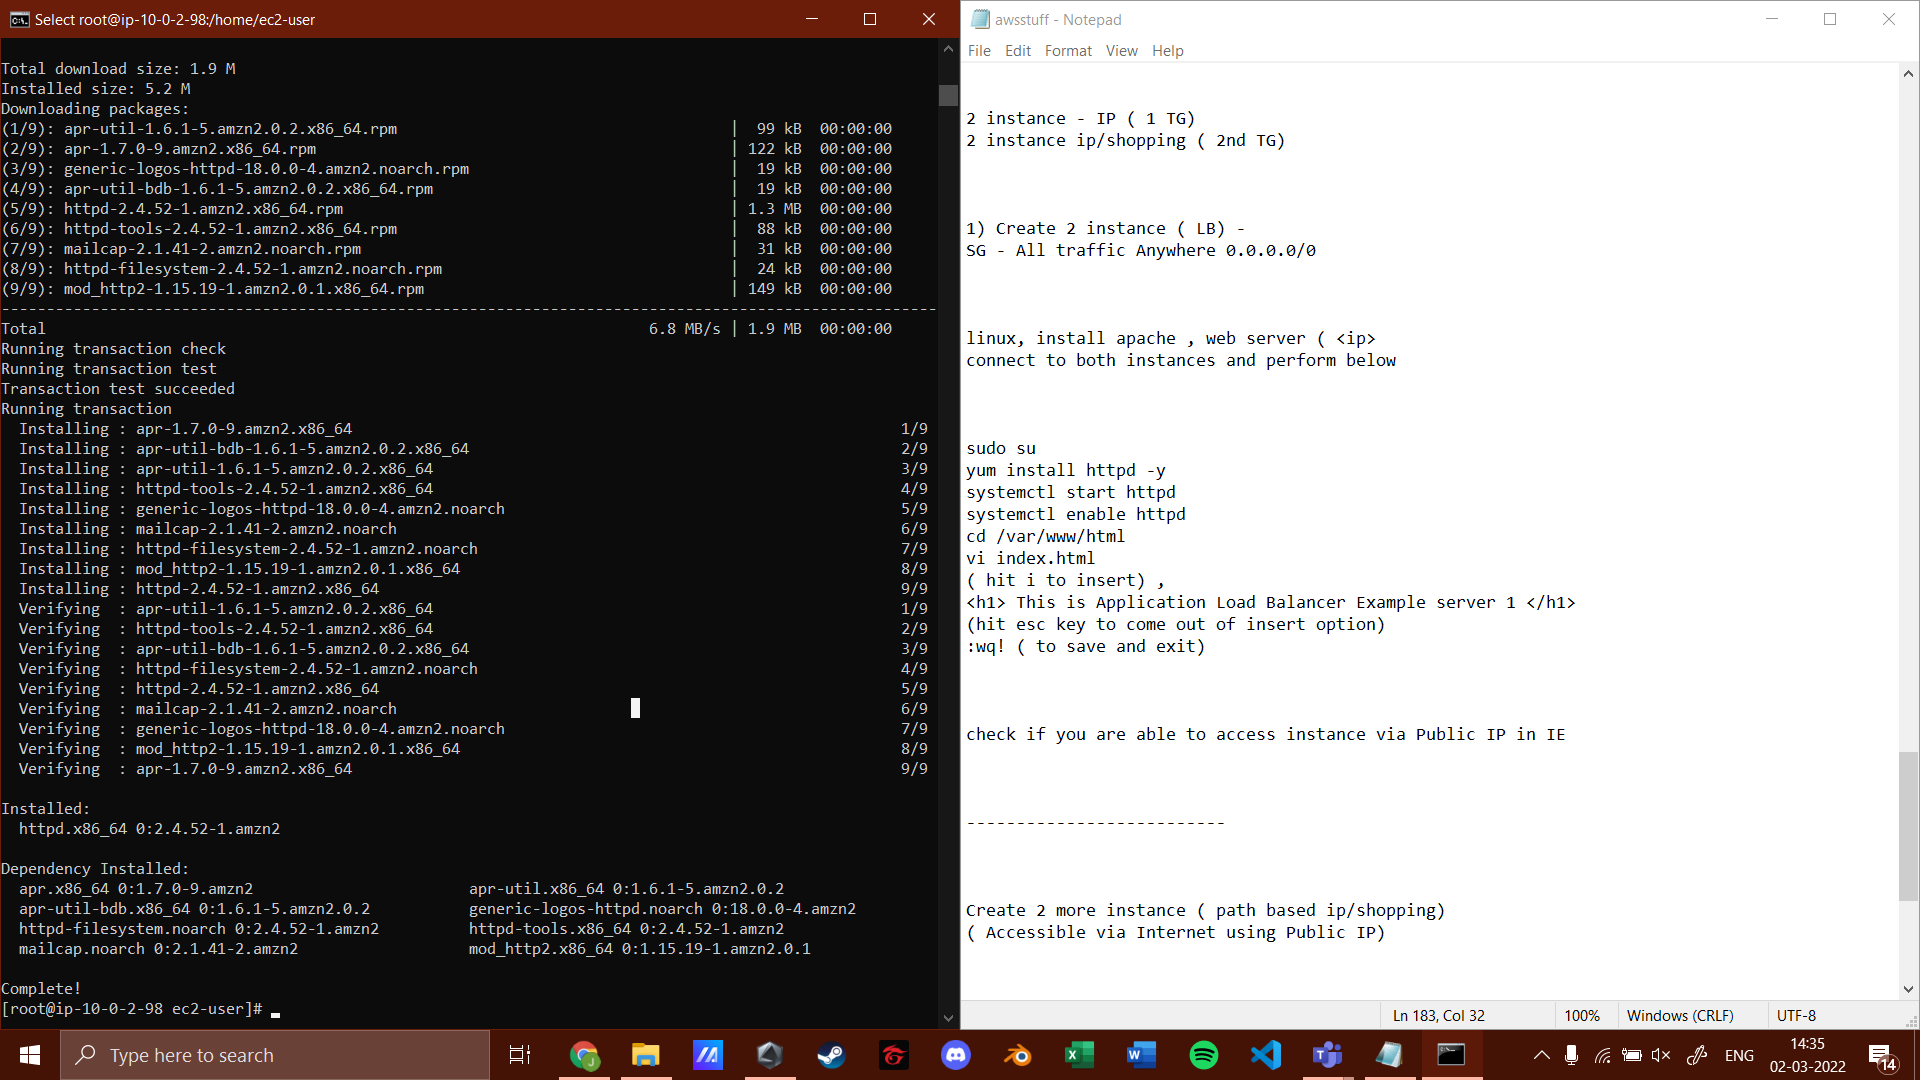 Select root@ip-10-0-2-98:/home/ec2-user
Total download size: 1.9 M
Installed size: 5.2 M
Downloading packages:
(1/9): apr-util-1.6.1-5.amzn2.0.2.x86_64.rpm | 99 kB 00:00:00
(2/9): apr-1.7.0-9.amzn2.x86_64.rpm | 122 kB 00:00:00
(3/9): generic-logos-httpd-18.0.0-4.amzn2.noarch.rpm | 19 kB 00:00:00
(4/9): apr-util-bdb-1.6.1-5.amzn2.0.2.x86_64.rpm | 19 kB 00:00:00
(5/9): httpd-2.4.52-1.amzn2.x86_64.rpm | 1.3 MB 00:00:00
(6/9): httpd-tools-2.4.52-1.amzn2.x86_64.rpm | 88 kB 00:00:00
(7/9): mailcap-2.1.41-2.amzn2.noarch.rpm | 31 kB 00:00:00
(8/9): httpd-filesystem-2.4.52-1.amzn2.noarch.rpm | 24 kB 00:00:00
(9/9): mod_http2-1.15.19-1.amzn2.0.1.x86_64.rpm | 149 kB 00:00:00
--------------------------------------------------------------------------------
Total 6.8 MB/s | 1.9 MB 00:00:00
Running transaction check
Running transaction test
Transaction test succeeded
Running transaction
Installing : apr-1.7.0-9.amzn2.x86_64 1/9
Installing : apr-util-bdb-1.6.1-5.amzn2.0.2.x86_64 2/9
Installing : apr-util-1.6.1-5.amzn2.0.2.x86_64 3/9
Installing : httpd-tools-2.4.52-1.amzn2.x86_64 4/9
Installing : generic-logos-httpd-18.0.0-4.amzn2.noarch 5/9
Installing : mailcap-2.1.41-2.amzn2.noarch 6/9
Installing : httpd-filesystem-2.4.52-1.amzn2.noarch 7/9
Installing : mod_http2-1.15.19-1.amzn2.0.1.x86_64 8/9
Installing : httpd-2.4.52-1.amzn2.x86_64 9/9
Verifying : apr-util-1.6.1-5.amzn2.0.2.x86_64 1/9
Verifying : httpd-tools-2.4.52-1.amzn2.x86_64 2/9
Verifying : apr-util-bdb-1.6.1-5.amzn2.0.2.x86_64 3/9
Verifying : httpd-filesystem-2.4.52-1.amzn2.noarch 4/9
Verifying : httpd-2.4.52-1.amzn2.x86_64 5/9
Verifying : mailcap-2.1.41-2.amzn2.noarch 6/9
Verifying : generic-logos-httpd-18.0.0-4.amzn2.noarch 7/9
Verifying : mod_http2-1.15.19-1.amzn2.0.1.x86_64 8/9
Verifying : apr-1.7.0-9.amzn2.x86_64 9/9
Installed:
httpd.x86_64 0:2.4.52-1.amzn2
Dependency Installed:
apr.x86_64 0:1.7.0-9.amzn2 apr-util.x86_64 0:1.6.1-5.amzn2.0.2
apr-util-bdb.x86_64 0:1.6.1-5.amzn2.0.2 generic-logos-httpd.noarch 0:18.0.0-4.amzn2
httpd-filesystem.noarch 0:2.4.52-1.amzn2 httpd-tools.x86_64 0:2.4.52-1.amzn2
mailcap.noarch 0:2.1.41-2.amzn2 mod_http2.x86_64 0:1.15.19-1.amzn2.0.1
Complete!
[root@ip-10-0-2-98 ec2-user]# _
awsstuff - Notepad
File Edit Format View Help
2 instance - IP ( 1 TG)
2 instance ip/shopping ( 2nd TG)
1) Create 2 instance ( LB) -
SG - All traffic Anywhere 0.0.0.0/0
linux, install apache , web server ( <ip>
connect to both instances and perform below
sudo su
yum install httpd -y
systemctl start httpd
systemctl enable httpd
cd /var/www/html
vi index.html
( hit i to insert) ,
<h1> This is Application Load Balancer Example server 1 </h1>
(hit esc key to come out of insert option)
:wq! ( to save and exit)
check if you are able to access instance via Public IP in IE
--------------------------
Create 2 more instance ( path based ip/shopping)
( Accessible via Internet using Public IP)
Ln 183, Col 32 100% Windows (CRLF) UTF-8
Type here to search
ENG
14:35
02-03-2022
14